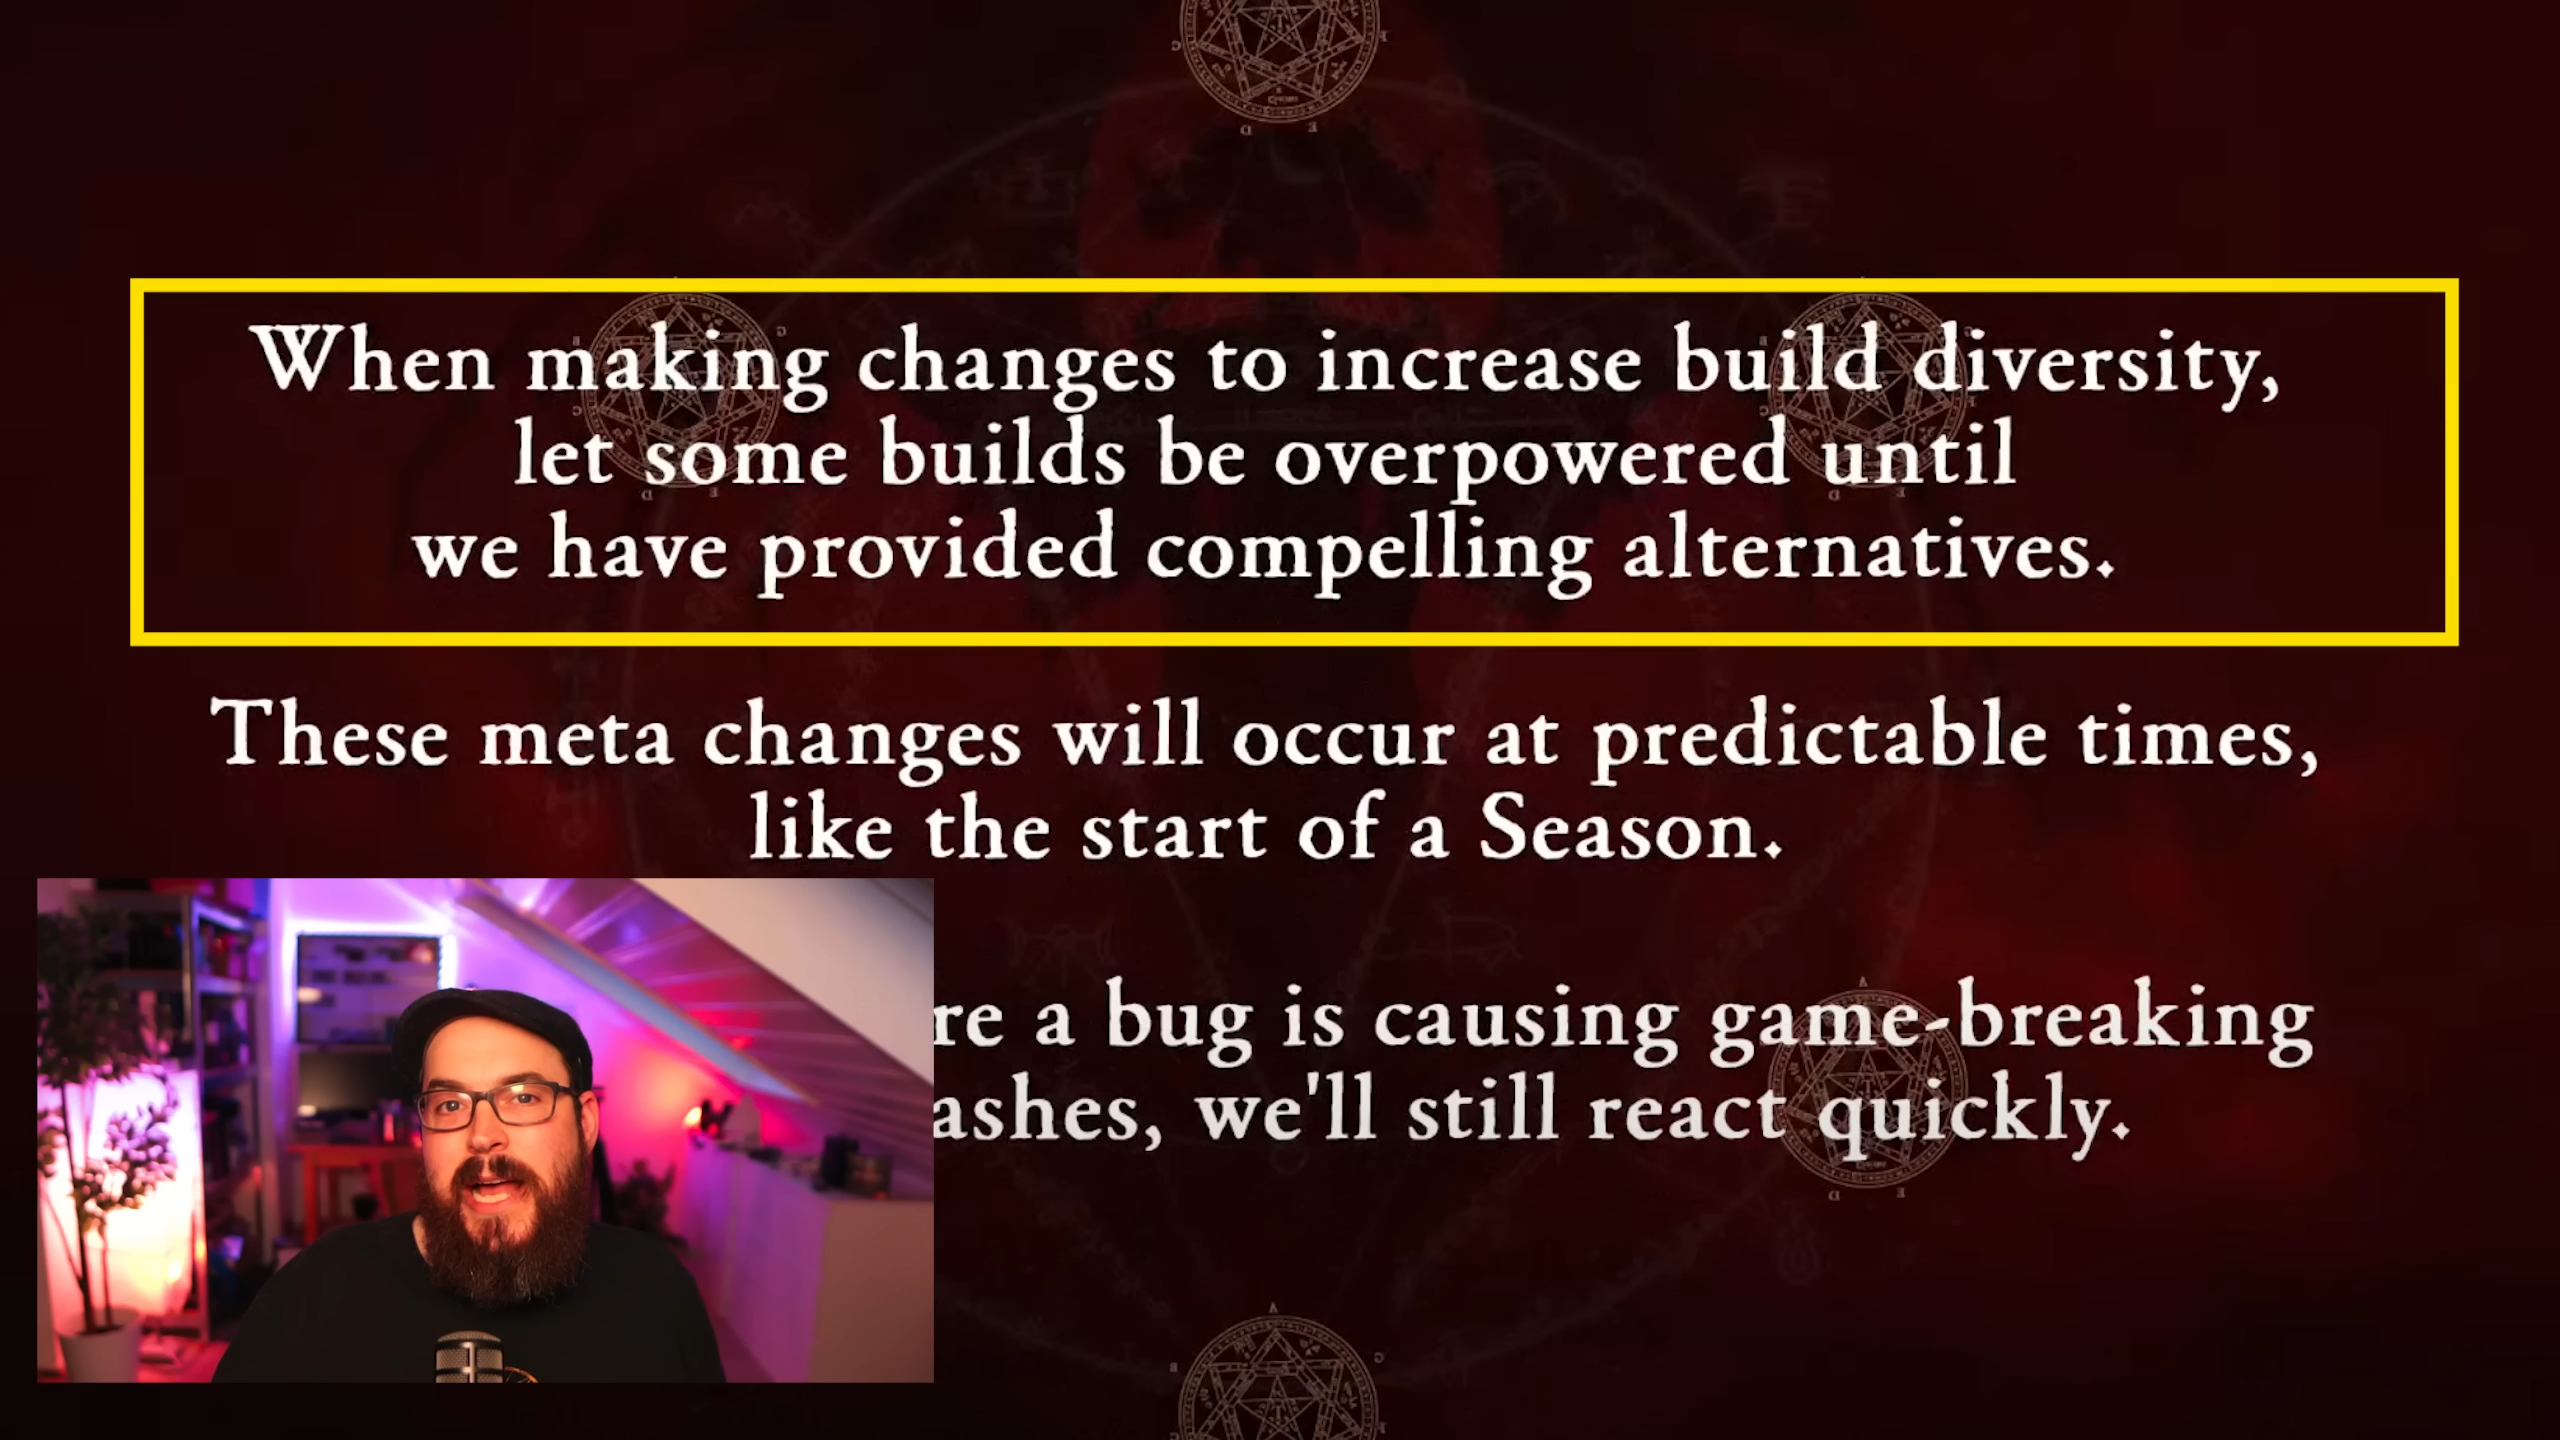 When making changes to increase build diversity,
let some builds be overpowered until
we have provided compelling alternatives.
These meta changes will occur at predictable times,
like the start of a Season.
a bug is causing game-breaking
we'll still react quickly.